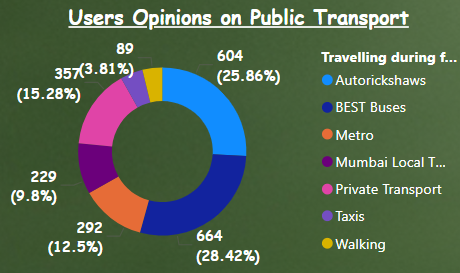 Users Opinions on Public Transport
604
(25.86%)
664
(28.42%)
292
(12.5%)
229
(9.8%)
357
(15.28%)
89
(3.81%)
Travelling during f...
Autorickshaws
BEST Buses
Metro
Mumbai Local T...
Private Transport
Taxis
Walking